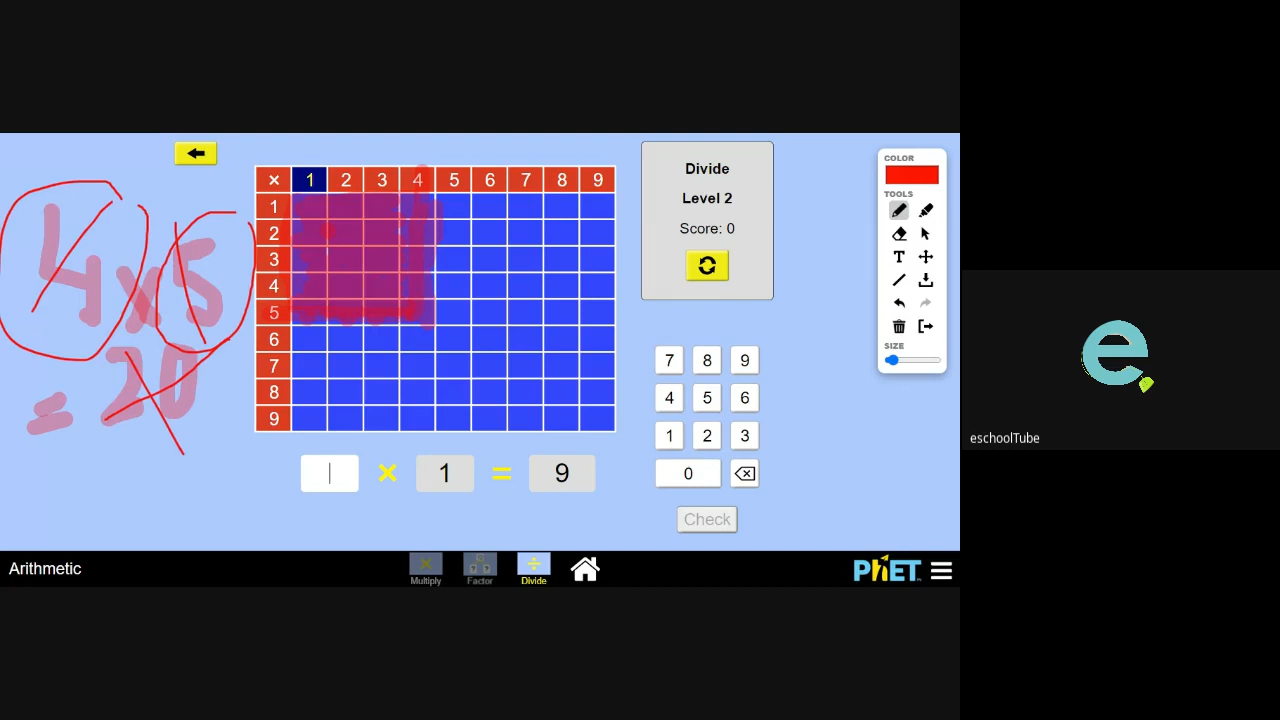 Divide
Level 2
Score: 0
× 1 2 3 4 5 6 7 8 9
1
2
3
4
5
6
7
8
9
4x5
= 20
× 1 = 9
7 8 9
4 5 6
1 2 3
0
Check
COLOR
TOOLS
T
SIZE
Arithmetic
Multiply
Factor
Divide
PhET
e
eschoolTube